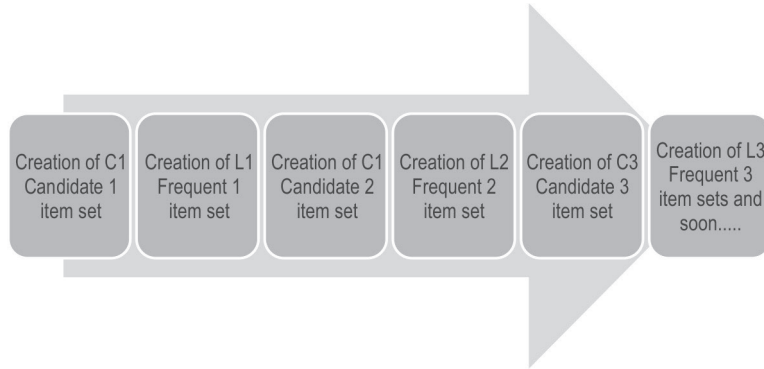 Creation of C1
Candidate 1
item set
Creation of L1
Frequent 1
item set
Creation of C1
Candidate 2
item set
Creation of L2
Frequent 2
item set
Creation of C3
Candidate 3
item set
Creation of L3
Frequent 3
item sets and
soon.....